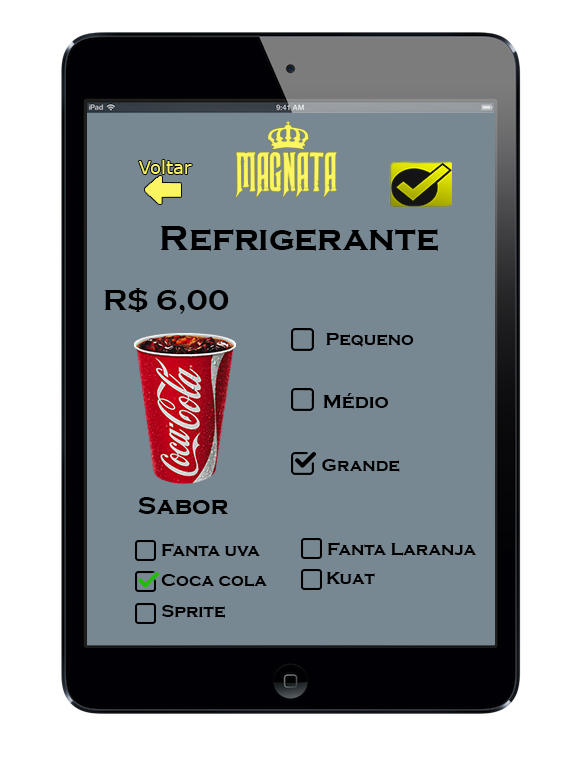 iPad 9:41 AM
Voltar
MAGNATA
Refrigerante
R$ 6,00
Pequeno
Médio
Coca-Cola
Grande
Sabor
Fanta uva Fanta Laranja
Coca cola Kuat
Sprite